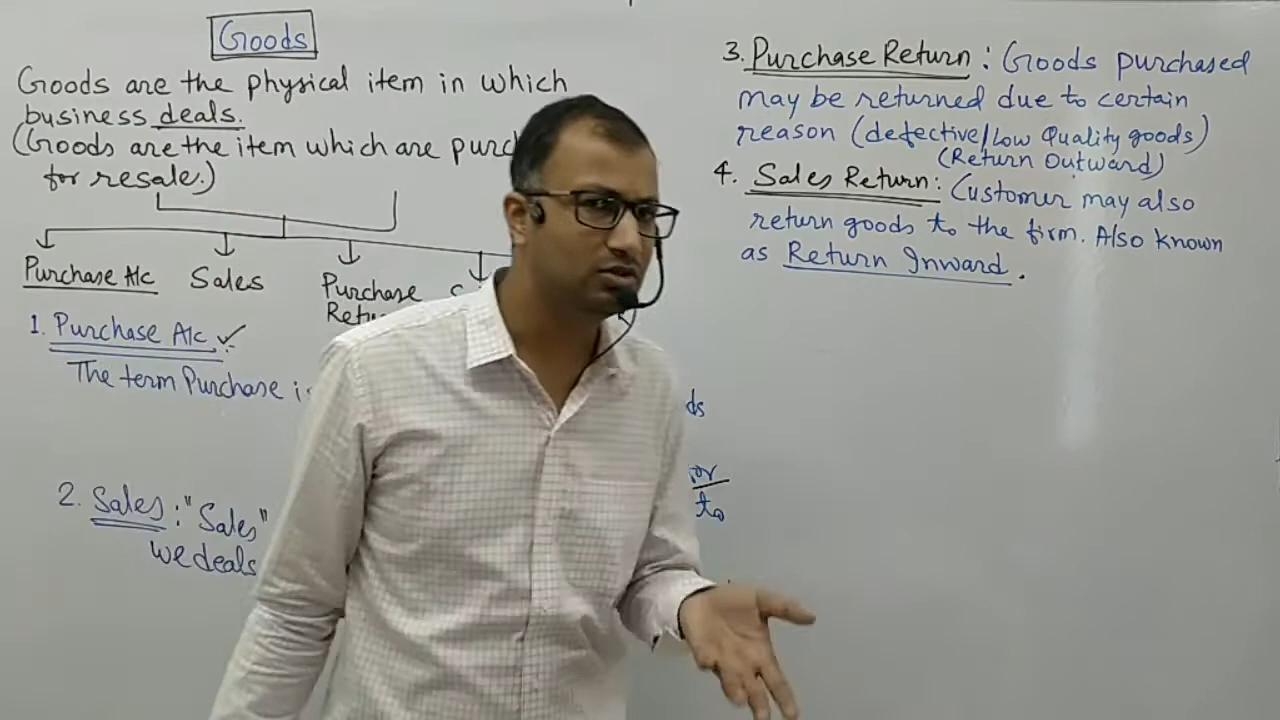 Goods
Goods are the physical item in which
business deals.
(Goods are the item which are
for resale.)
Purchase A/c Sales Purchase
1. Purchase A/c ✓
The term Purchase
2. Sales : "Sales"
we deals
ds
or
to
3. Purchase Return : Goods purchased
may be returned due to certain
reason (defective/Low Quality goods)
(Return Outward)
4. Sales Return : Customer may also
return goods to the firm. Also known
as Return Inward.